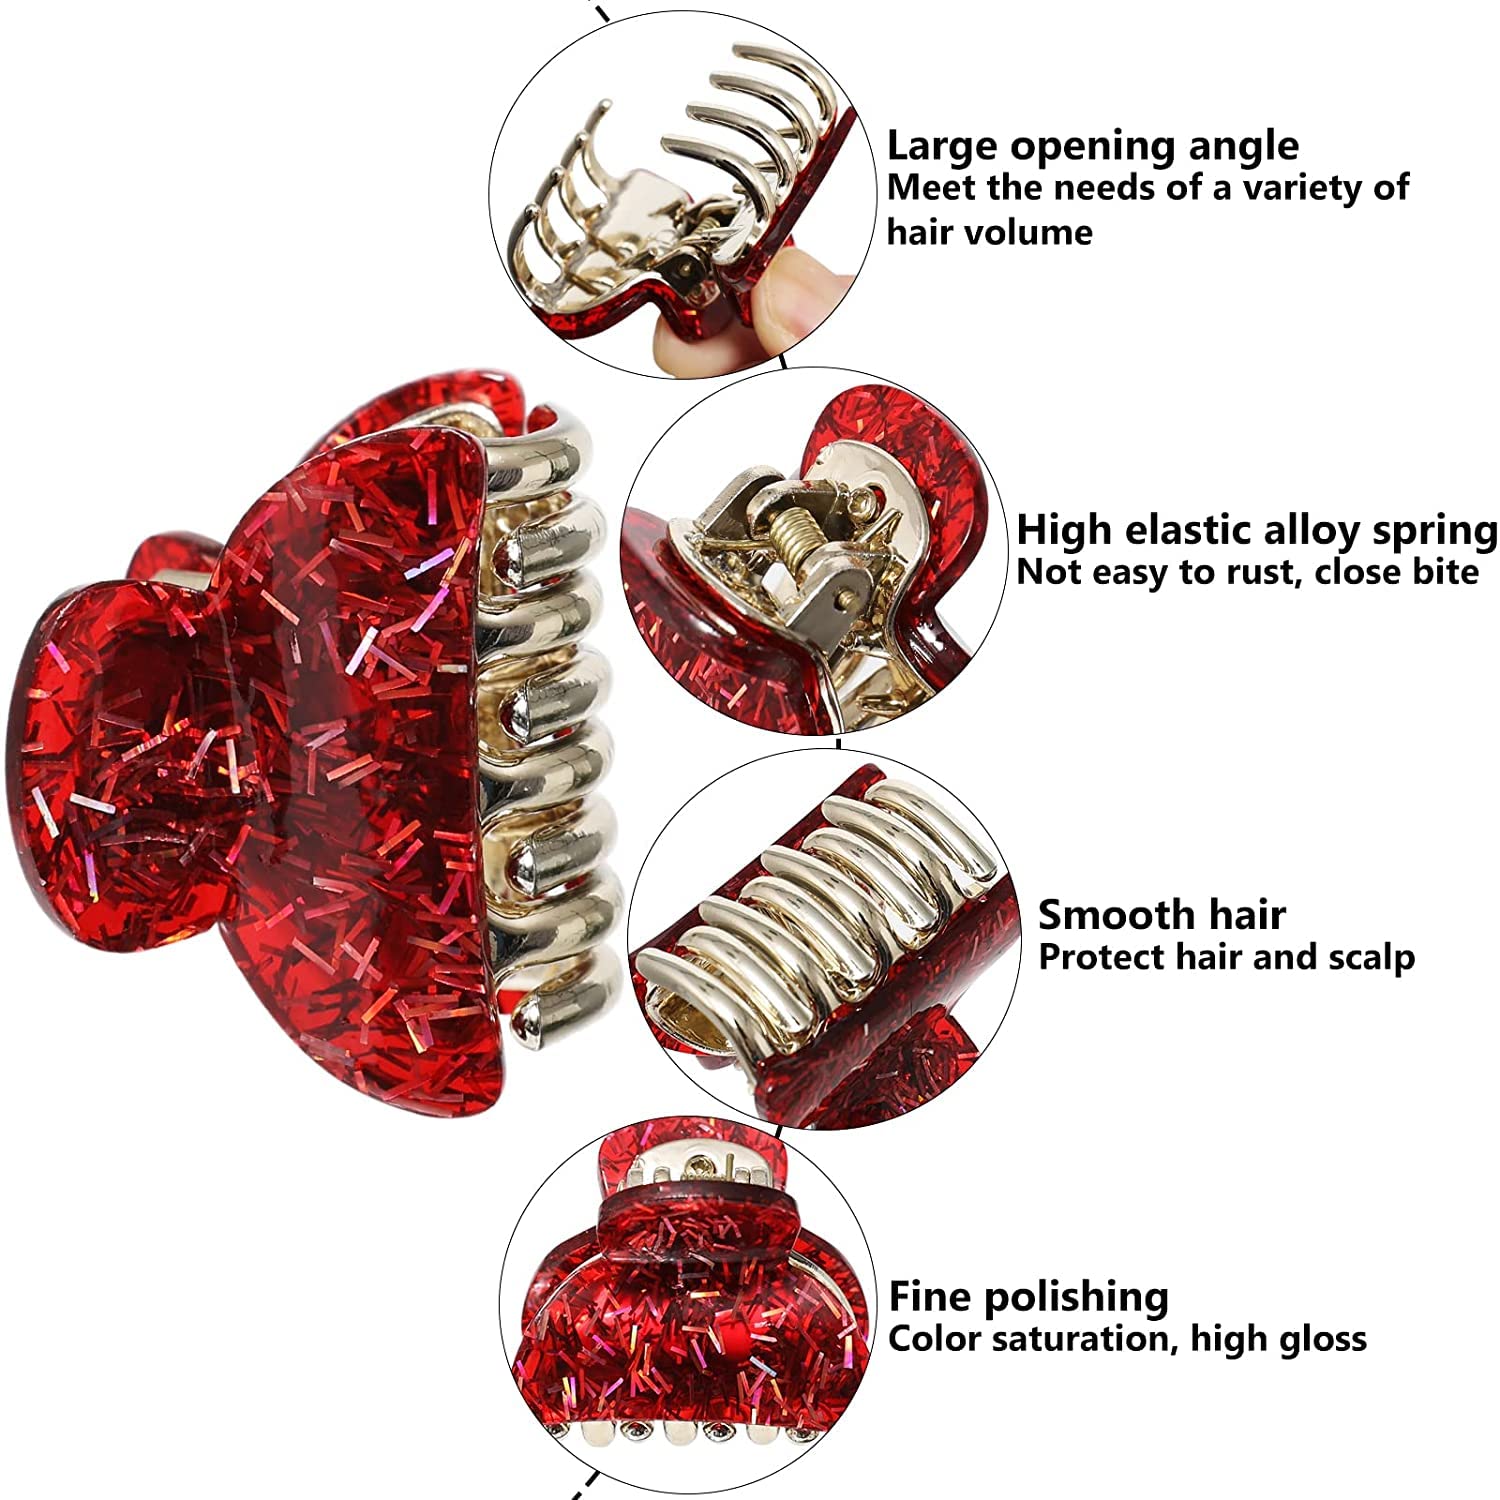 Large opening angle
Meet the needs of a variety of
hair volume
High elastic alloy spring
Not easy to rust, close bite
Smooth hair
Protect hair and scalp
Fine polishing
Color saturation, high gloss